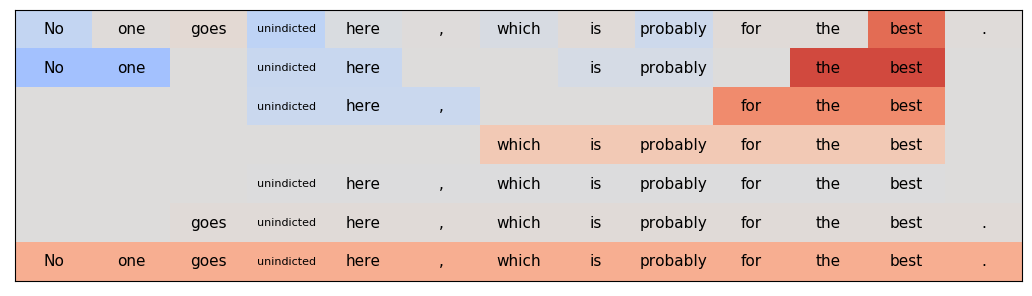 No one goes unindicted here , which is probably for the best .
No one unindicted here is probably the best
unindicted here , for the best
which is probably for the best
unindicted here , which is probably for the best
goes unindicted here , which is probably for the best .
No one goes unindicted here , which is probably for the best .